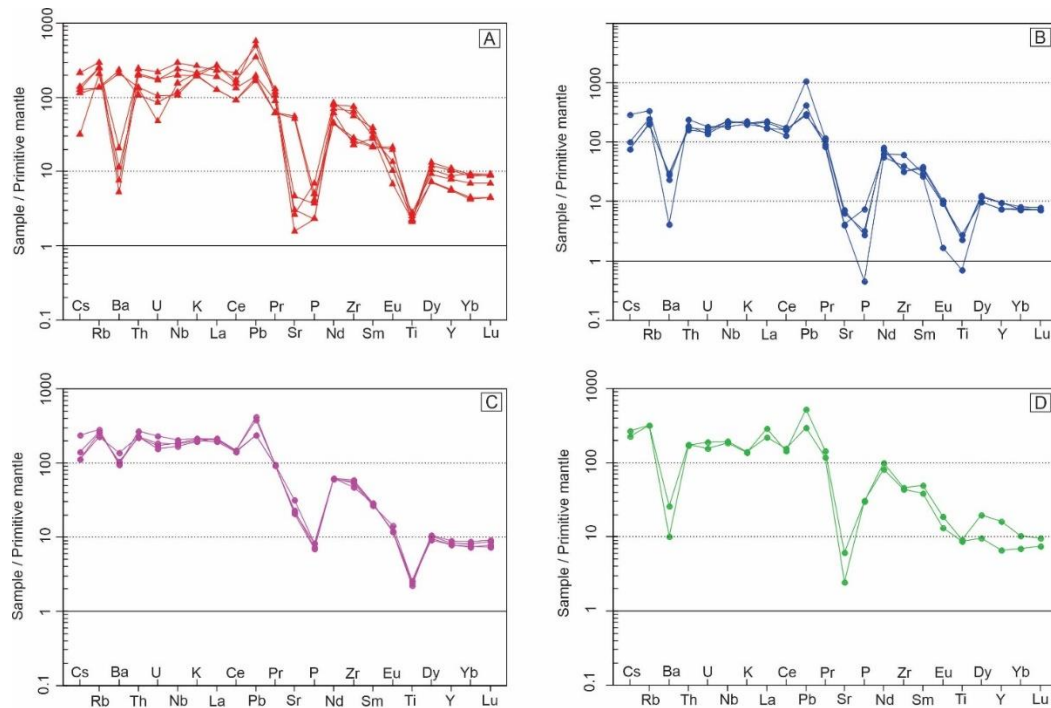 A
Sample / Primitive mantle
1000
100
10
1
0.1
Cs Ba U K Ce Pr P Zr Eu Dy Yb
Rb Th Nb La Pb Sr Nd Sm Ti Y Lu
B
Sample / Primitive mantle
1000
100
10
1
0.1
Cs Ba U K Ce Pr P Zr Eu Dy Yb
Rb Th Nb La Pb Sr Nd Sm Ti Y Lu
C
Sample / Primitive mantle
1000
100
10
1
0.1
Cs Ba U K Ce Pr P Zr Eu Dy Yb
Rb Th Nb La Pb Sr Nd Sm Ti Y Lu
D
Sample / Primitive mantle
1000
100
10
1
0.1
Cs Ba U K Ce Pr P Zr Eu Dy Yb
Rb Th Nb La Pb Sr Nd Sm Ti Y Lu